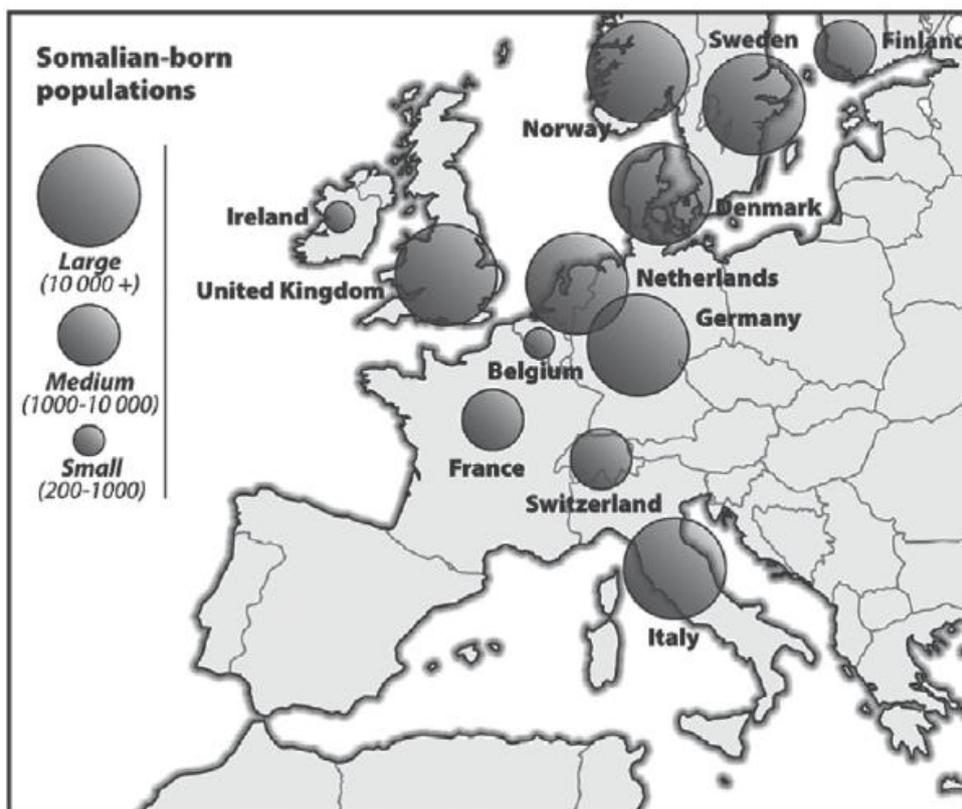 Somalian-born
populations
Large
(10 000 +)
Medium
(1000-10 000)
Small
(200-1000)
Sweden
Finland
Norway
Ireland
Denmark
United Kingdom
Netherlands
Germany
Belgium
France
Switzerland
Italy